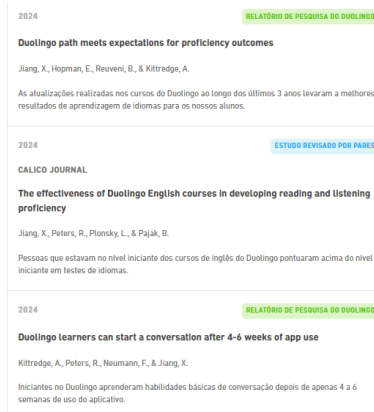 2024 RELATÓRIO DE PESQUISA DO DUOLINGO
Duolingo path meets expectations for proficiency outcomes
Jiang, X., Hopman, E., Reuveni, B., & Kittredge, A.
As atualizações realizadas nos cursos do Duolingo ao longo dos últimos 3 anos levaram a melhores
resultados de aprendizagem de idiomas para os nossos alunos.
2024 ESTUDO REVISADO POR PARES
CALICO JOURNAL
The effectiveness of Duolingo English courses in developing reading and listening
proficiency
Jiang, X., Peters, R., Plonsky, L., & Pajak, B.
Pessoas que estavam no nível iniciante dos cursos de inglês do Duolingo pontuaram acima do nível
iniciante em testes de idiomas.
2024 RELATÓRIO DE PESQUISA DO DUOLINGO
Duolingo learners can start a conversation after 4-6 weeks of app use
Kittredge, A., Peters, R., Neumann, F., & Jiang, X.
Iniciantes no Duolingo aprenderam habilidades básicas de conversação depois de apenas 4 a 6
semanas de uso do aplicativo.